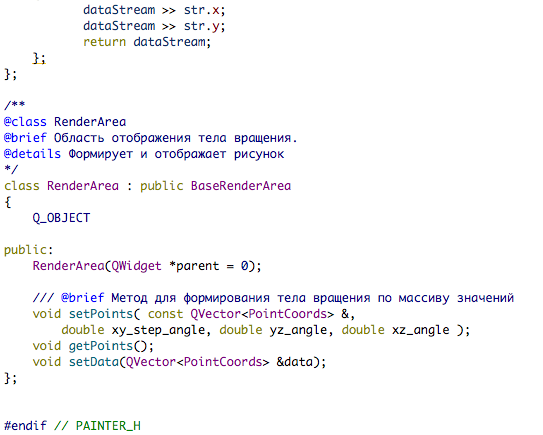 dataStream >> str.x;
dataStream >> str.y;
return dataStream;
};
};
/**
@class RenderArea
@brief Область отображения тела вращения.
@details Формирует и отображает рисунок
*/
class RenderArea : public BaseRenderArea
{
Q_OBJECT
public:
RenderArea(QWidget *parent = 0);
/// @brief Метод для формирования тела вращения по массиву значений
void setPoints( const QVector<PointCoords> &,
double xy_step_angle, double yz_angle, double xz_angle );
void getPoints();
void setData(QVector<PointCoords> &data);
};
#endif // PAINTER_H